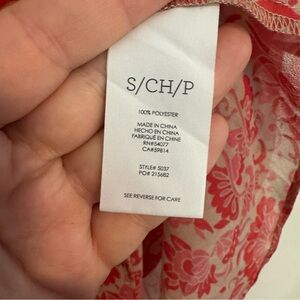 S/CH/P
100% POLYESTER
MADE IN CHINA
HECHO EN CHINA
FABRIQUÉ EN CHINE
RN#54077
CA#59814
STYLE# 5037
PO# 215682
SEE REVERSE FOR CARE